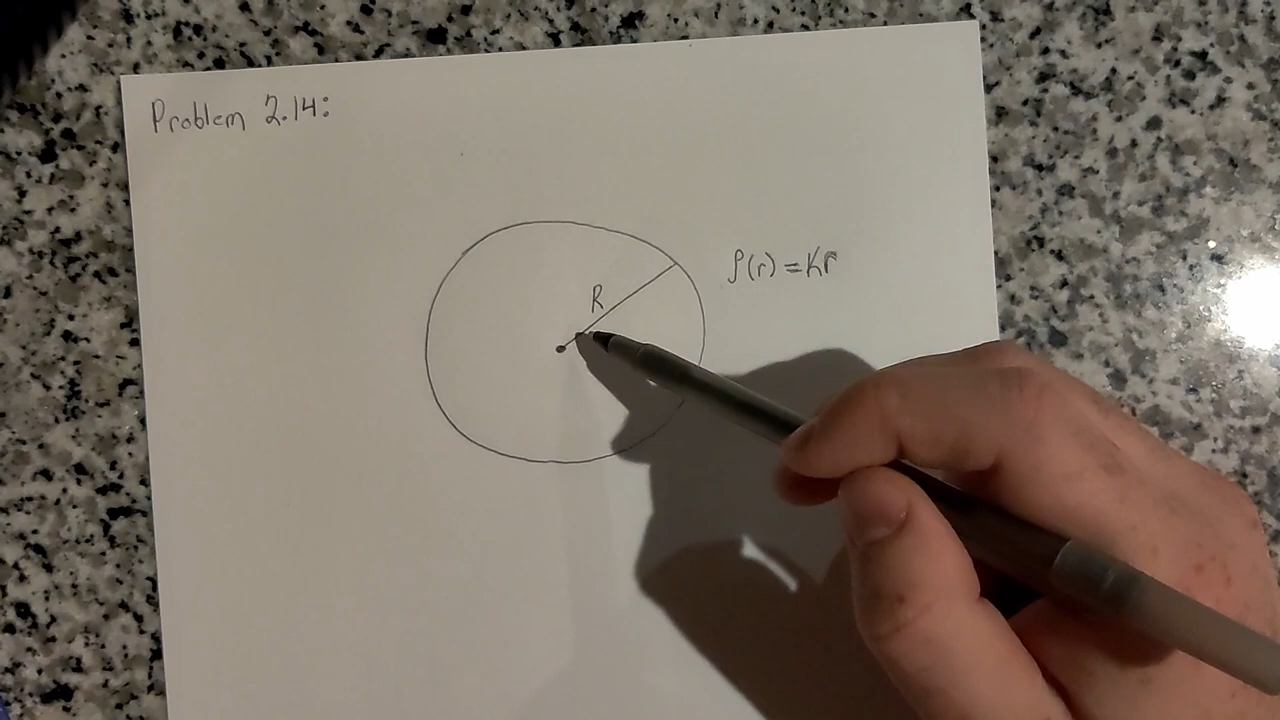 Problem 2.14:
ρ(r) = kr
R